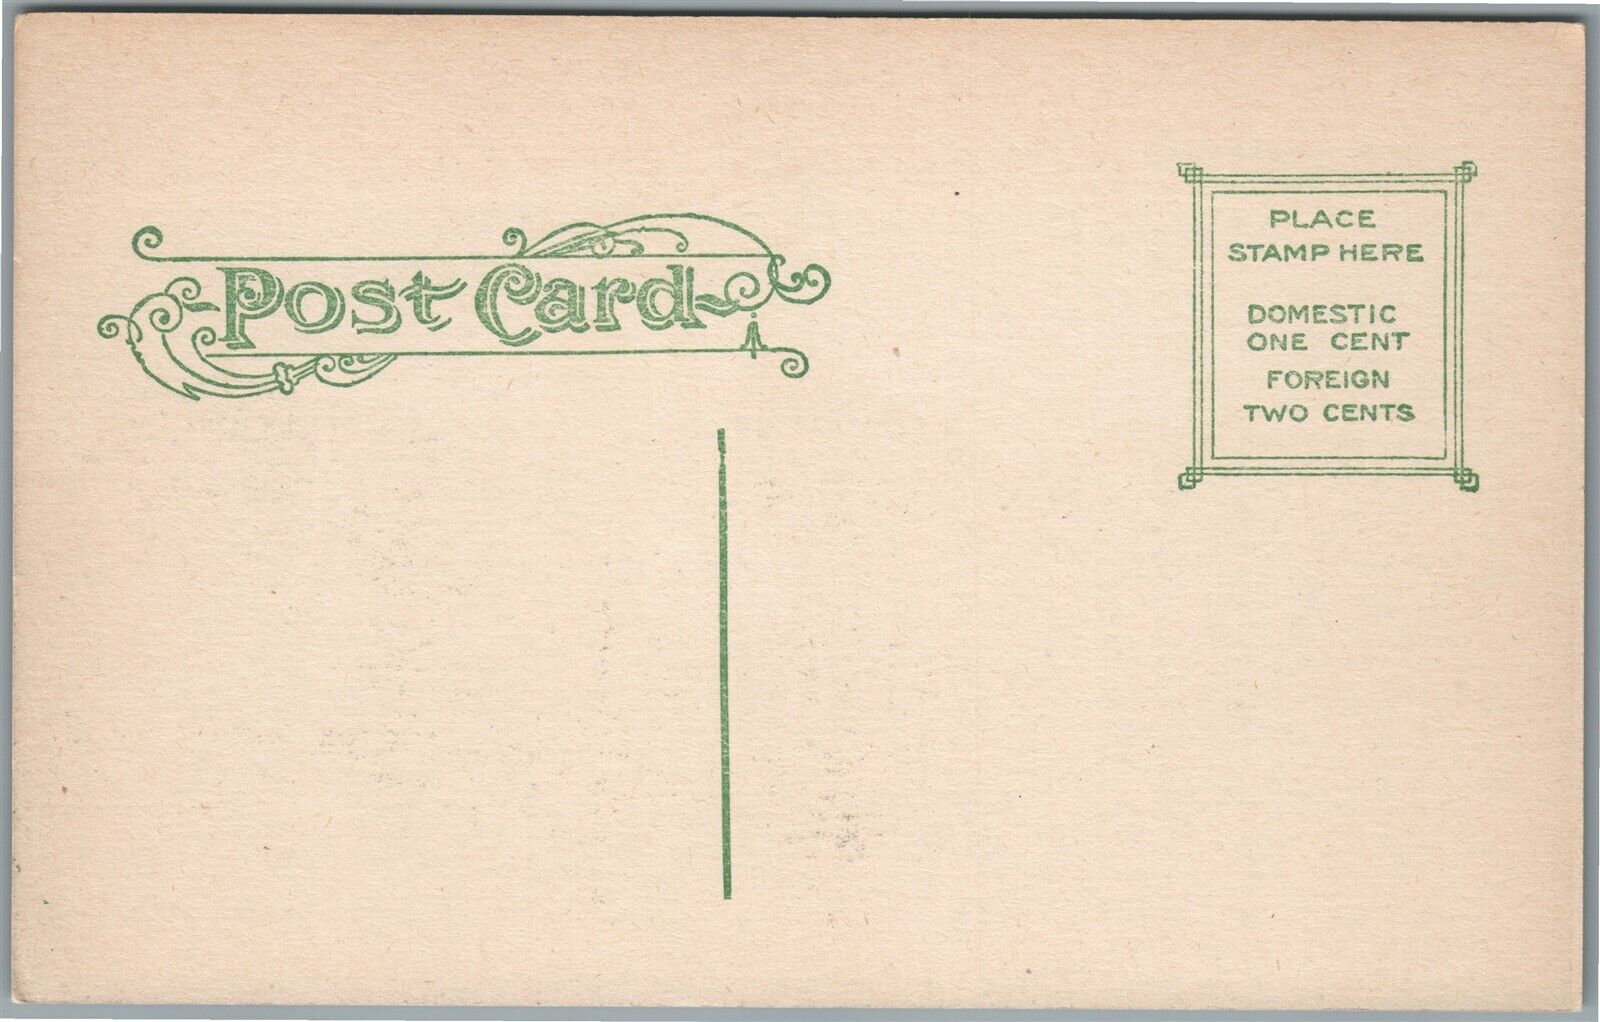 Post Card
PLACE
STAMP HERE
DOMESTIC
ONE CENT
FOREIGN
TWO CENTS